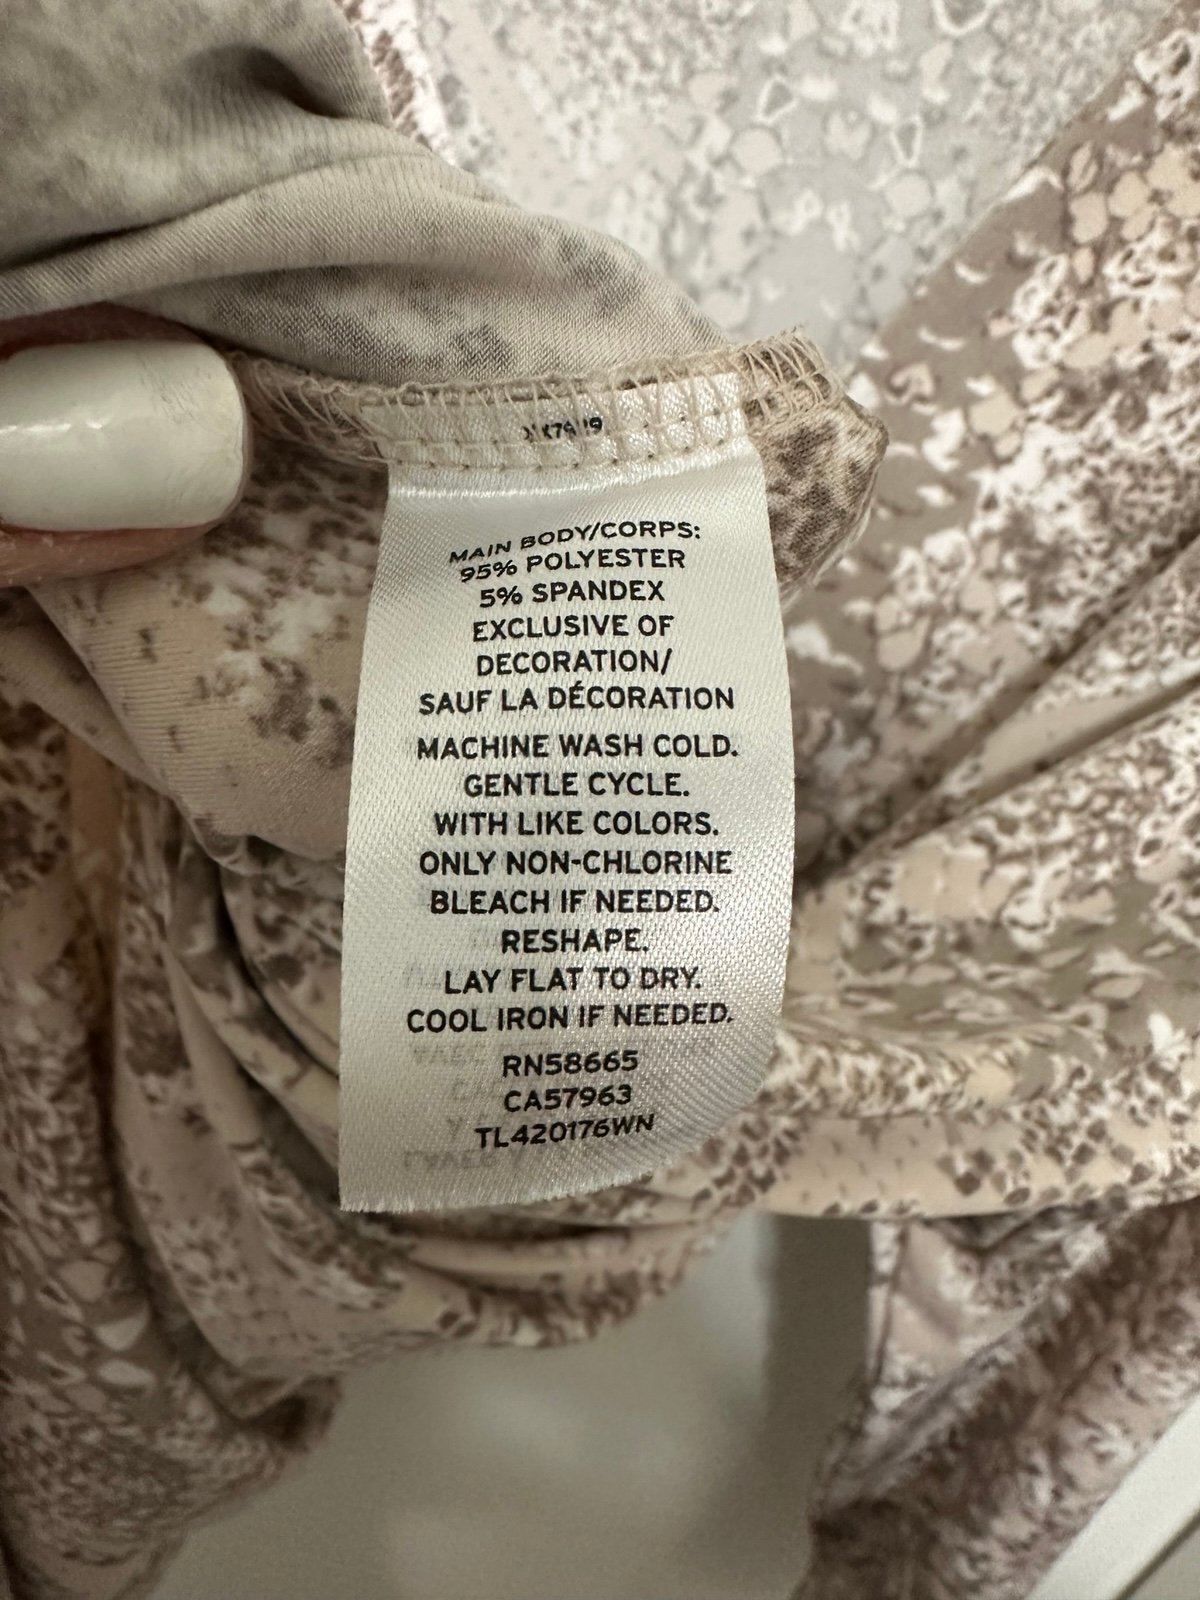 MAIN BODY/CORPS:
95% POLYESTER
5% SPANDEX
EXCLUSIVE OF
DECORATION/
SAUF LA DÉCORATION
MACHINE WASH COLD.
GENTLE CYCLE.
WITH LIKE COLORS.
ONLY NON-CHLORINE
BLEACH IF NEEDED.
RESHAPE.
LAY FLAT TO DRY.
COOL IRON IF NEEDED.
RN58665
CA57963
TL420176WN